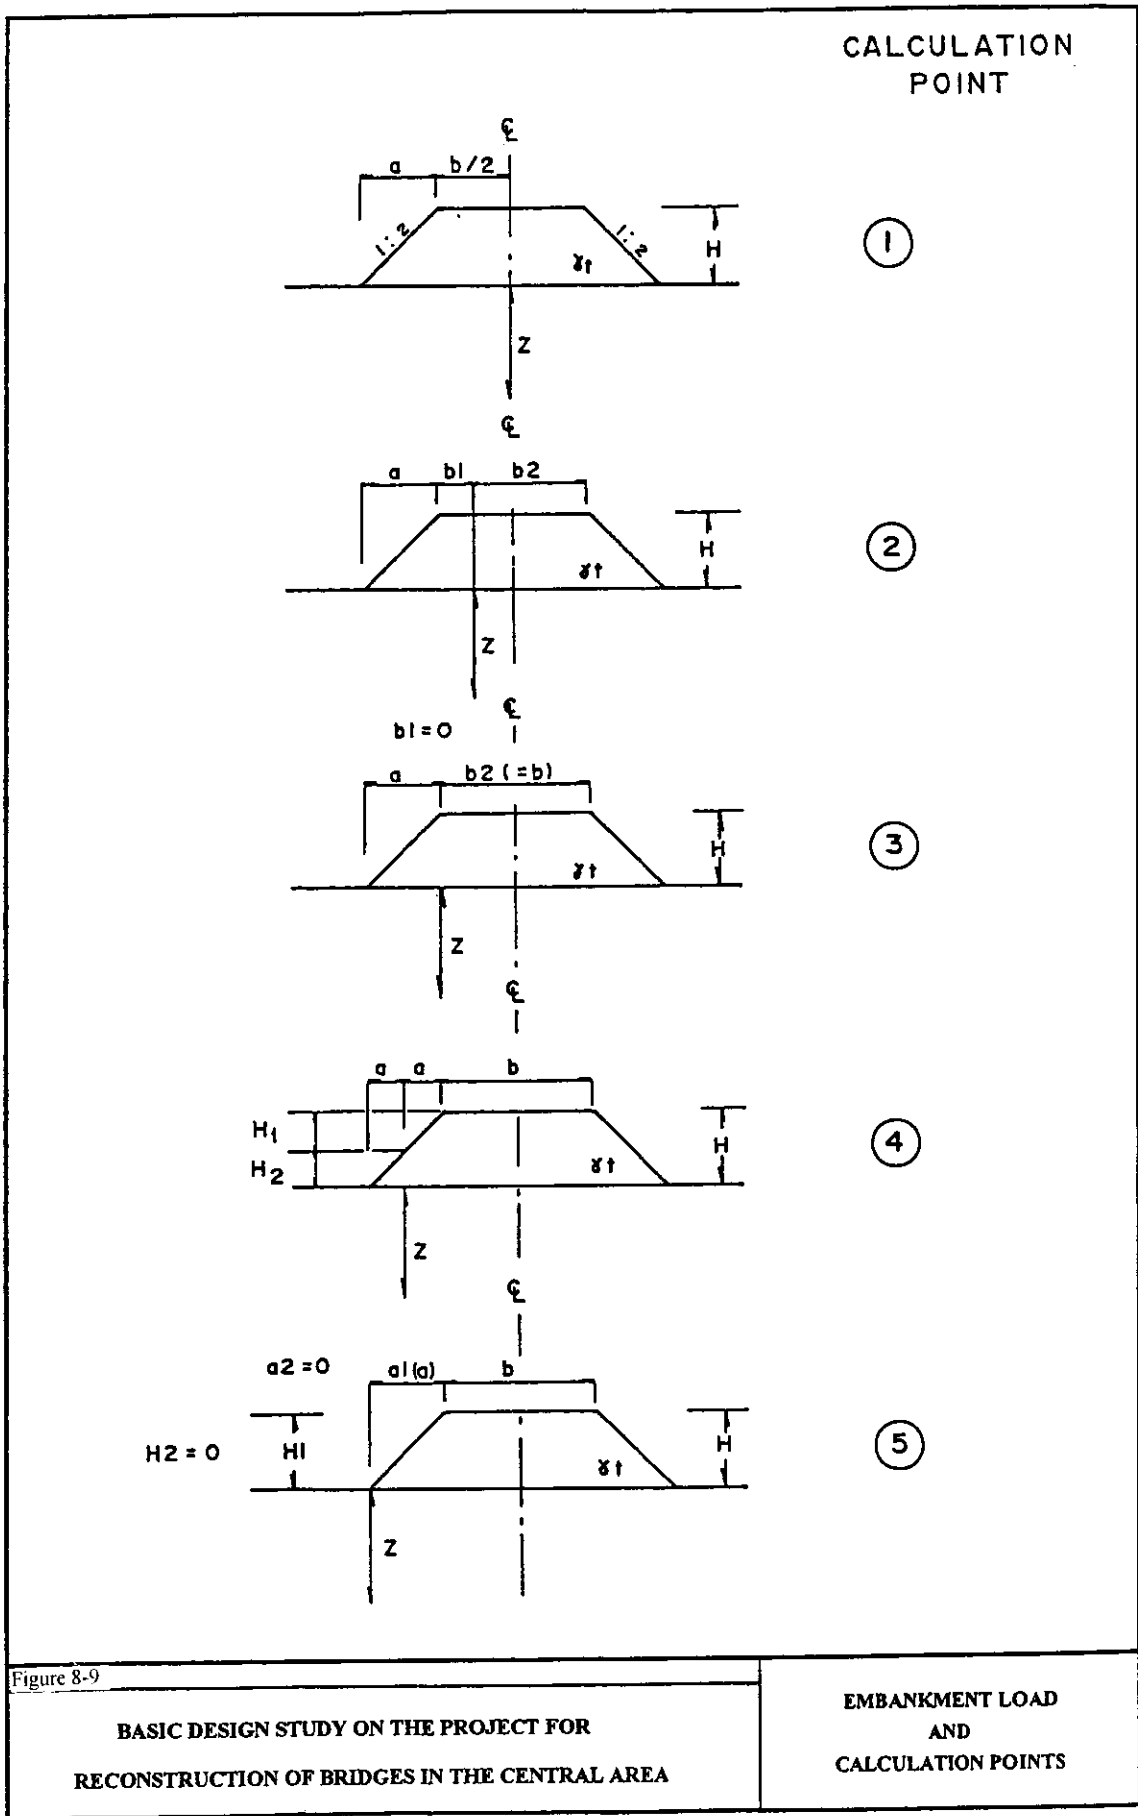 CALCULATION
POINT
℄
a b/2
1:2 1:2 H
γt
Z
1
℄
a b1 b2
H
γt
Z
2
℄
b1=0
a b2 (=b)
H
γt
Z
3
℄
a a b
H1
H2
H
γt
Z
4
℄
a2=0 a1(a) b
H2=0 H1 H
γt
Z
5
Figure 8-9
BASIC DESIGN STUDY ON THE PROJECT FOR
RECONSTRUCTION OF BRIDGES IN THE CENTRAL AREA
EMBANKMENT LOAD
AND
CALCULATION POINTS